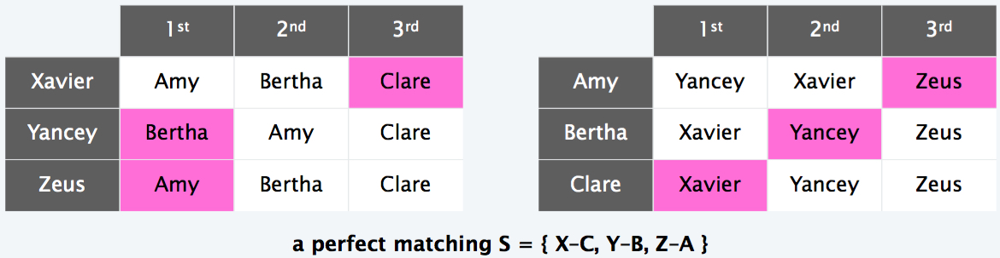 1st 2nd 3rd
Xavier Amy Bertha Clare
Yancey Bertha Amy Clare
Zeus Amy Bertha Clare
1st 2nd 3rd
Amy Yancey Xavier Zeus
Bertha Xavier Yancey Zeus
Clare Xavier Yancey Zeus
a perfect matching S = { X–C, Y–B, Z–A }